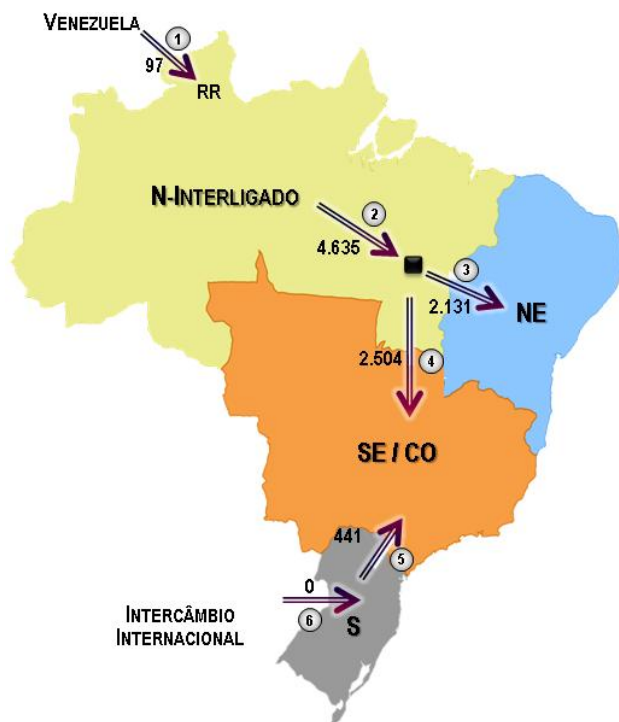 VENEZUELA
1
97
RR
N-INTERLIGADO
2
4.635
3
2.131
NE
2.504
4
SE / CO
441
5
0
INTERCÂMBIO
INTERNACIONAL
6
S